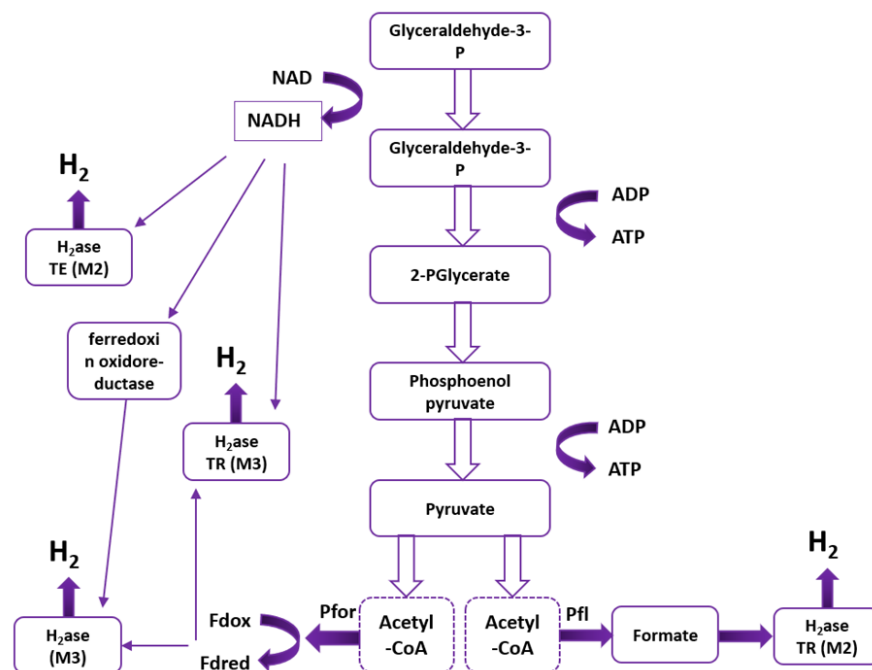 Glyceraldehyde-3-
P
NAD
NADH
Glyceraldehyde-3-
P
H₂
ADP
ATP
H₂ase
TE (M2)
2-PGlycerate
ferredoxi
n oxidore-
ductase
H₂
Phosphoenol
pyruvate
ADP
ATP
H₂ase
TR (M3)
Pyruvate
H₂
H₂
Fdox
Fdred
Pfor
Acetyl
-CoA
Acetyl
-CoA
Pfl
Formate
H₂ase
(M3)
H₂ase
TR (M2)